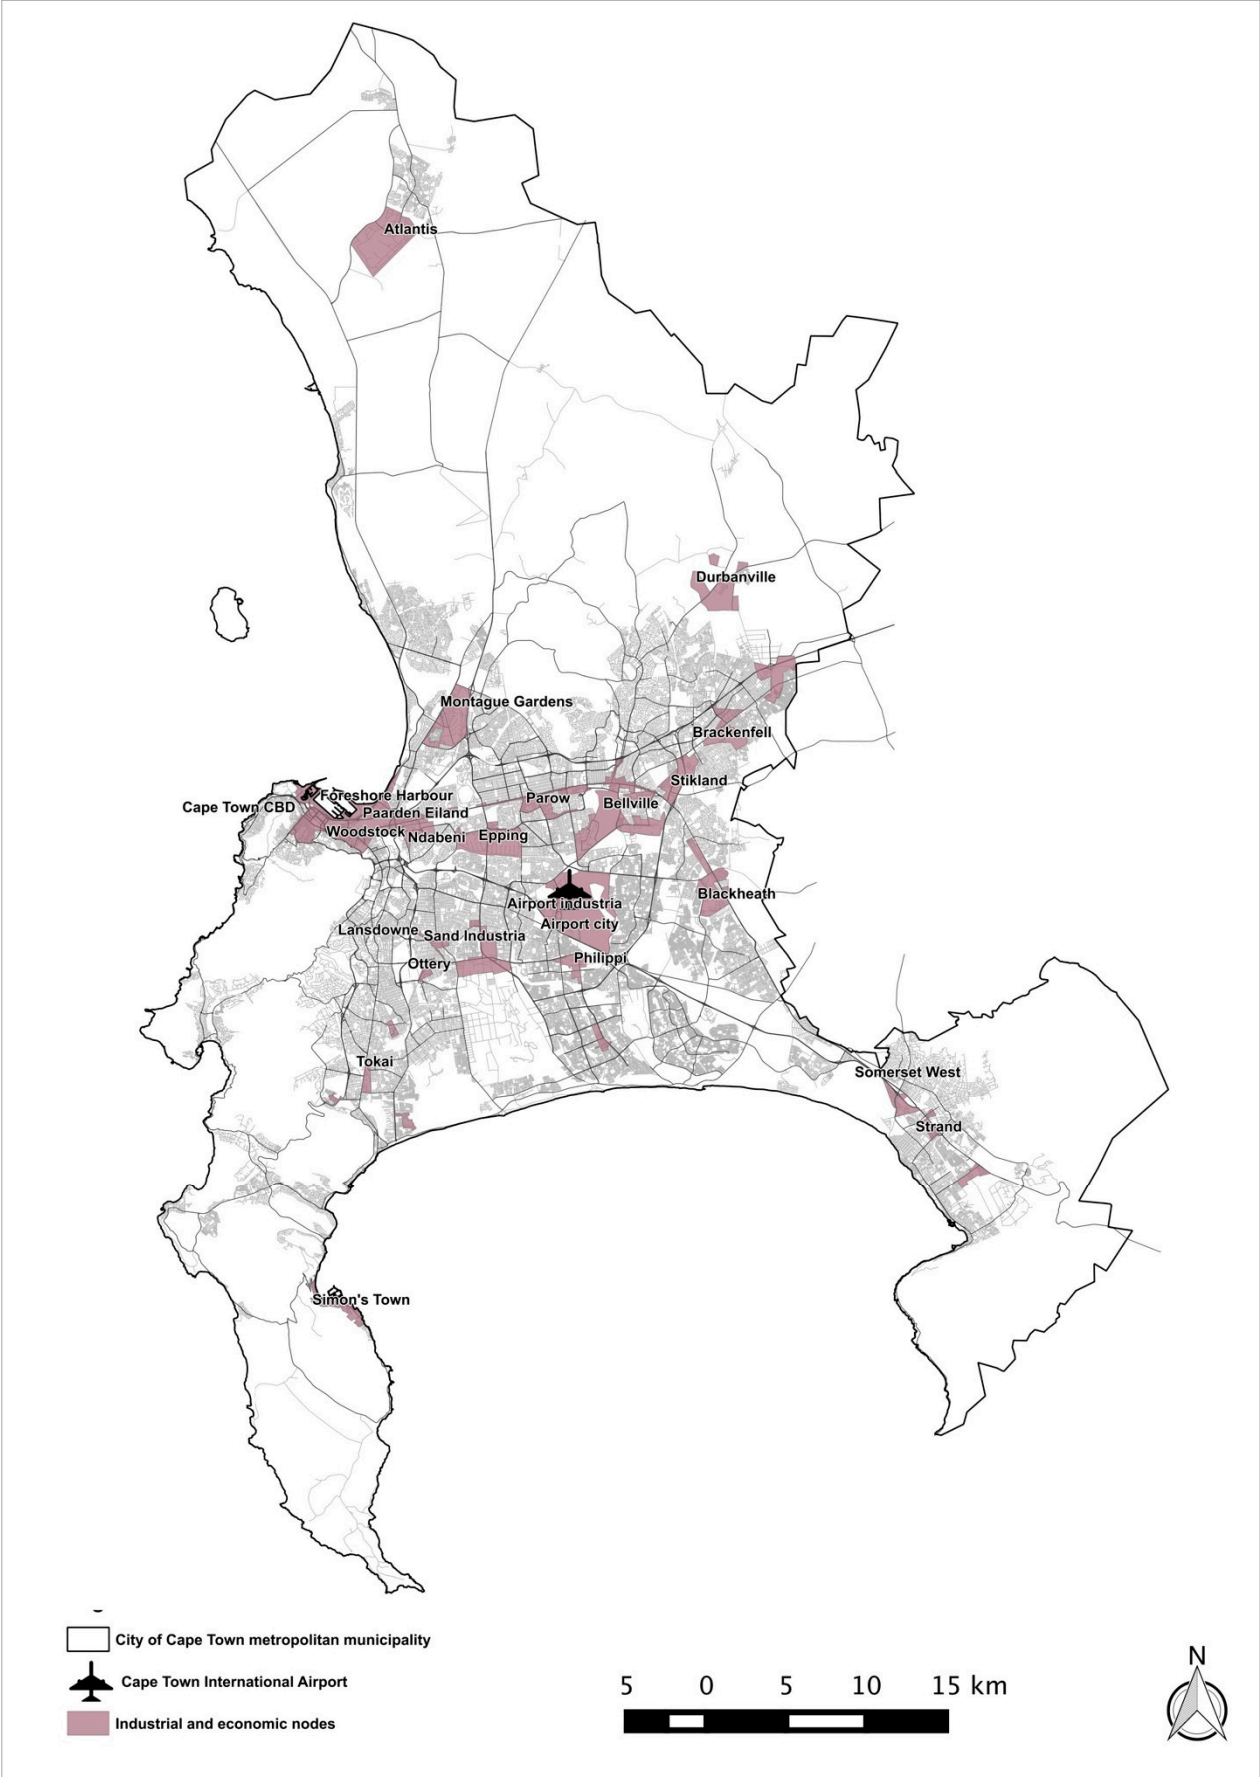 Atlantis
Durbanville
Montague Gardens
Brackenfell
Stikland
Foreshore Harbour
Cape Town CBD
Parow
Bellville
Paarden Eiland
Woodstock
Ndabeni
Epping
Blackheath
Airport industria
Airport city
Lansdowne
Sand Industria
Philippi
Ottery
Tokai
Somerset West
Strand
Simon's Town
City of Cape Town metropolitan municipality
Cape Town International Airport
Industrial and economic nodes
5 0 5 10 15 km
N